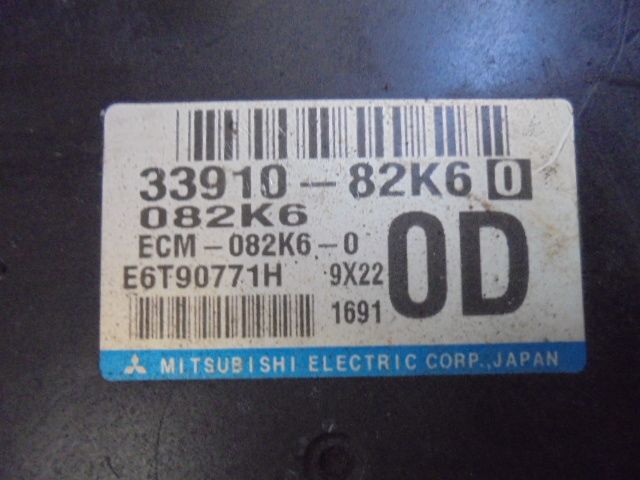 33910-82K6 0
082K6
ECM-082K6-0
E6T90771H 9X22
1691
0D
MITSUBISHI ELECTRIC CORP., JAPAN